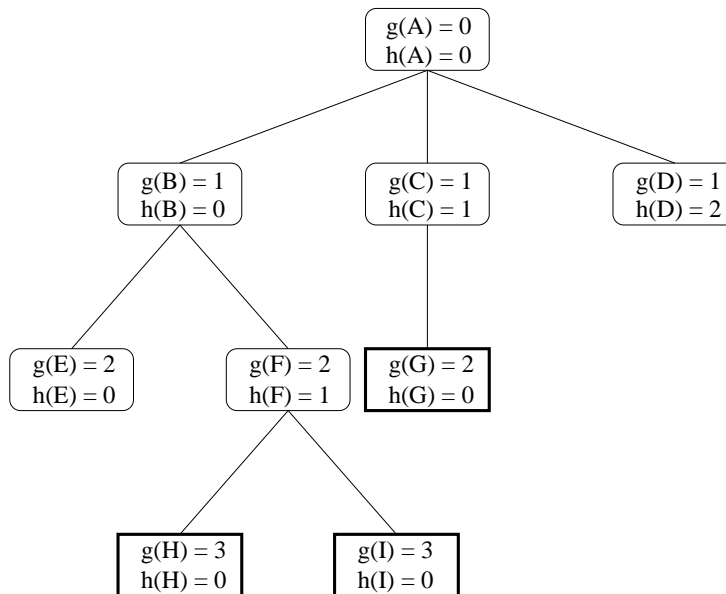 g(A) = 0
h(A) = 0
g(B) = 1
h(B) = 0
g(C) = 1
h(C) = 1
g(D) = 1
h(D) = 2
g(E) = 2
h(E) = 0
g(F) = 2
h(F) = 1
g(G) = 2
h(G) = 0
g(H) = 3
h(H) = 0
g(I) = 3
h(I) = 0